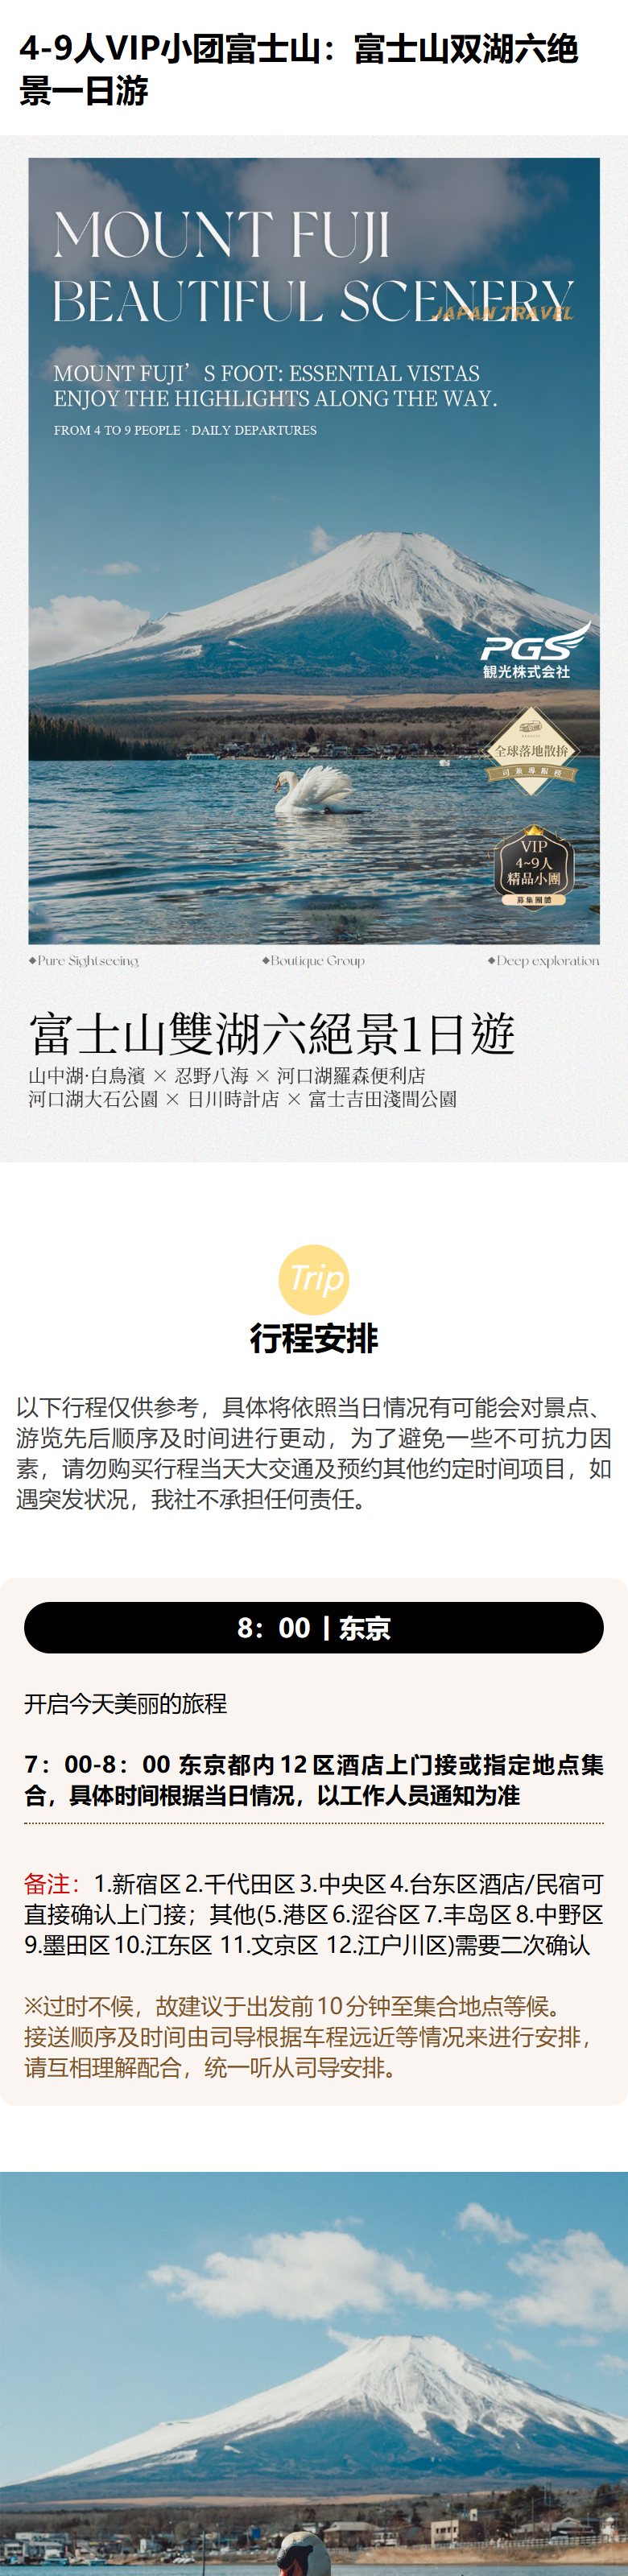 4-9人VIP小团富士山：富士山双湖六绝
景一日游
MOUNT FUJI
BEAUTIFUL SCENERY
JAPAN TRAVEL
MOUNT FUJI’S FOOT: ESSENTIAL VISTAS
ENJOY THE HIGHLIGHTS ALONG THE WAY.
FROM 4 TO 9 PEOPLE · DAILY DEPARTURES
PGS
観光株式会社
全球落地散拚
司兼導服務
VIP
4~9人
精品小團
募集團體
◆Pure Sightseeing
◆Boutique Group
◆Deep exploration
富士山雙湖六絕景1日遊
山中湖·白鳥濱 × 忍野八海 × 河口湖羅森便利店
河口湖大石公園 × 日川時計店 × 富士吉田淺間公園
Trip
行程安排
以下行程仅供参考，具体将依照当日情况有可能会对景点、
游览先后顺序及时间进行更动，为了避免一些不可抗力因
素，请勿购买行程当天大交通及预约其他约定时间项目，如
遇突发状况，我社不承担任何责任。
8：00丨东京
开启今天美丽的旅程
7：00-8：00 东京都内12区酒店上门接或指定地点集
合，具体时间根据当日情况，以工作人员通知为准
备注：1.新宿区2.千代田区3.中央区4.台东区酒店/民宿可
直接确认上门接；其他(5.港区6.涩谷区7.丰岛区8.中野区
9.墨田区10.江东区 11.文京区 12.江户川区)需要二次确认
※过时不候，故建议于出发前10分钟至集合地点等候。
接送顺序及时间由司导根据车程远近等情况来进行安排，
请互相理解配合，统一听从司导安排。